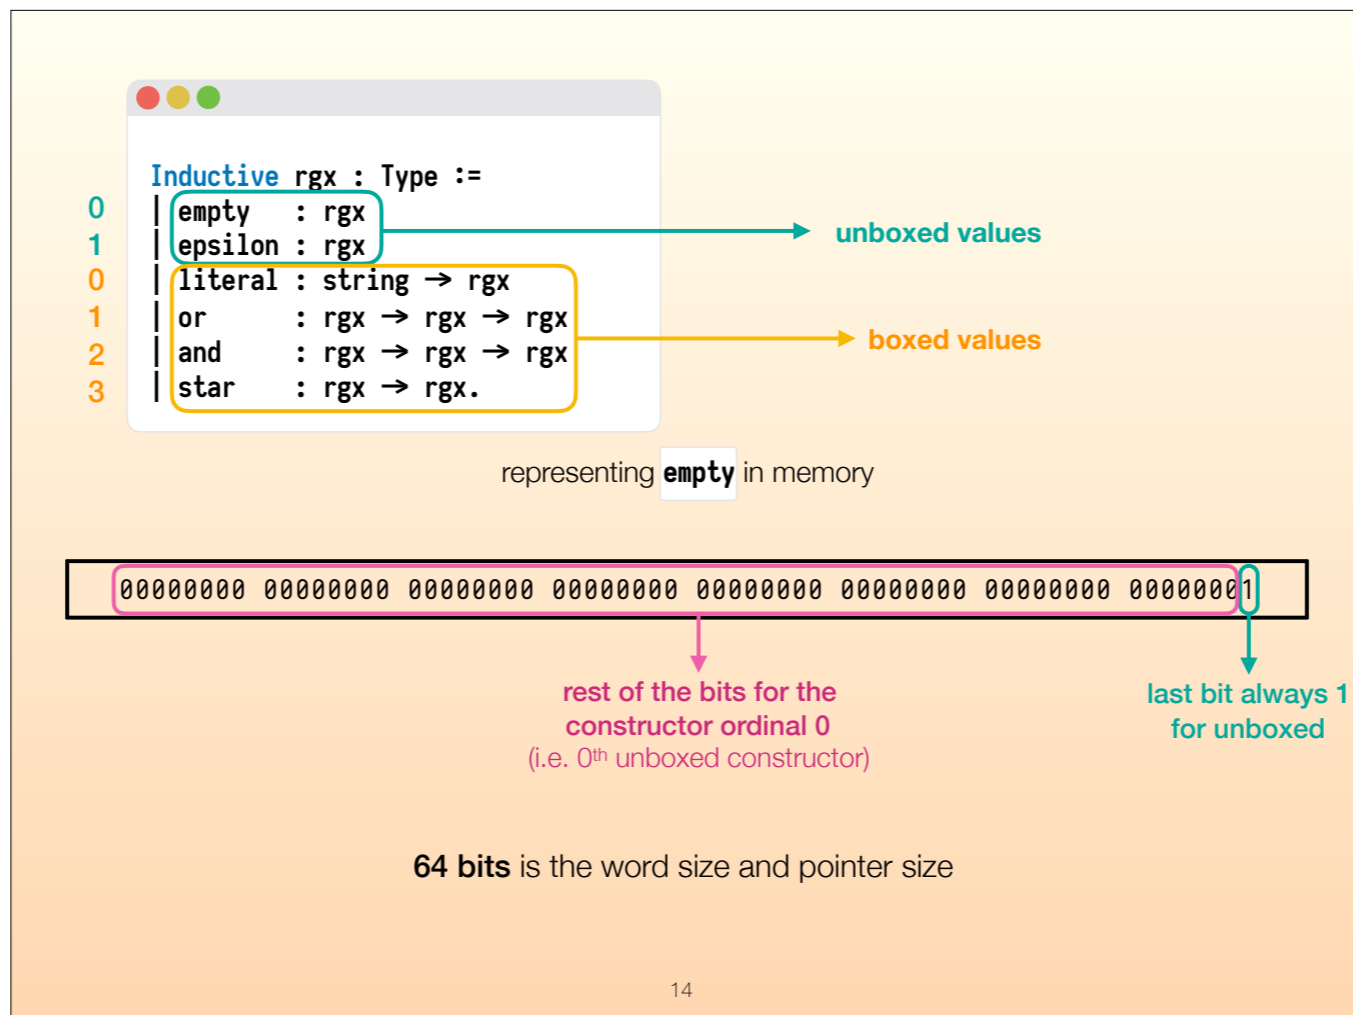 Inductive rgx : Type :=
0 | empty : rgx
1 | epsilon : rgx
0 | literal : string → rgx
1 | or : rgx → rgx → rgx
2 | and : rgx → rgx → rgx
3 | star : rgx → rgx.
unboxed values
boxed values
representing empty in memory
00000000 00000000 00000000 00000000 00000000 00000000 00000000 00000001
rest of the bits for the
constructor ordinal 0
(i.e. 0th unboxed constructor)
last bit always 1
for unboxed
64 bits is the word size and pointer size
14